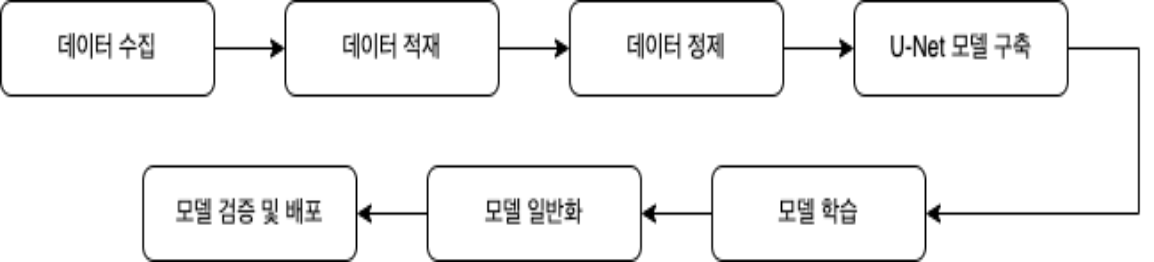 데이터 수집
데이터 적재
데이터 정제
U-Net 모델 구축
모델 학습
모델 일반화
모델 검증 및 배포